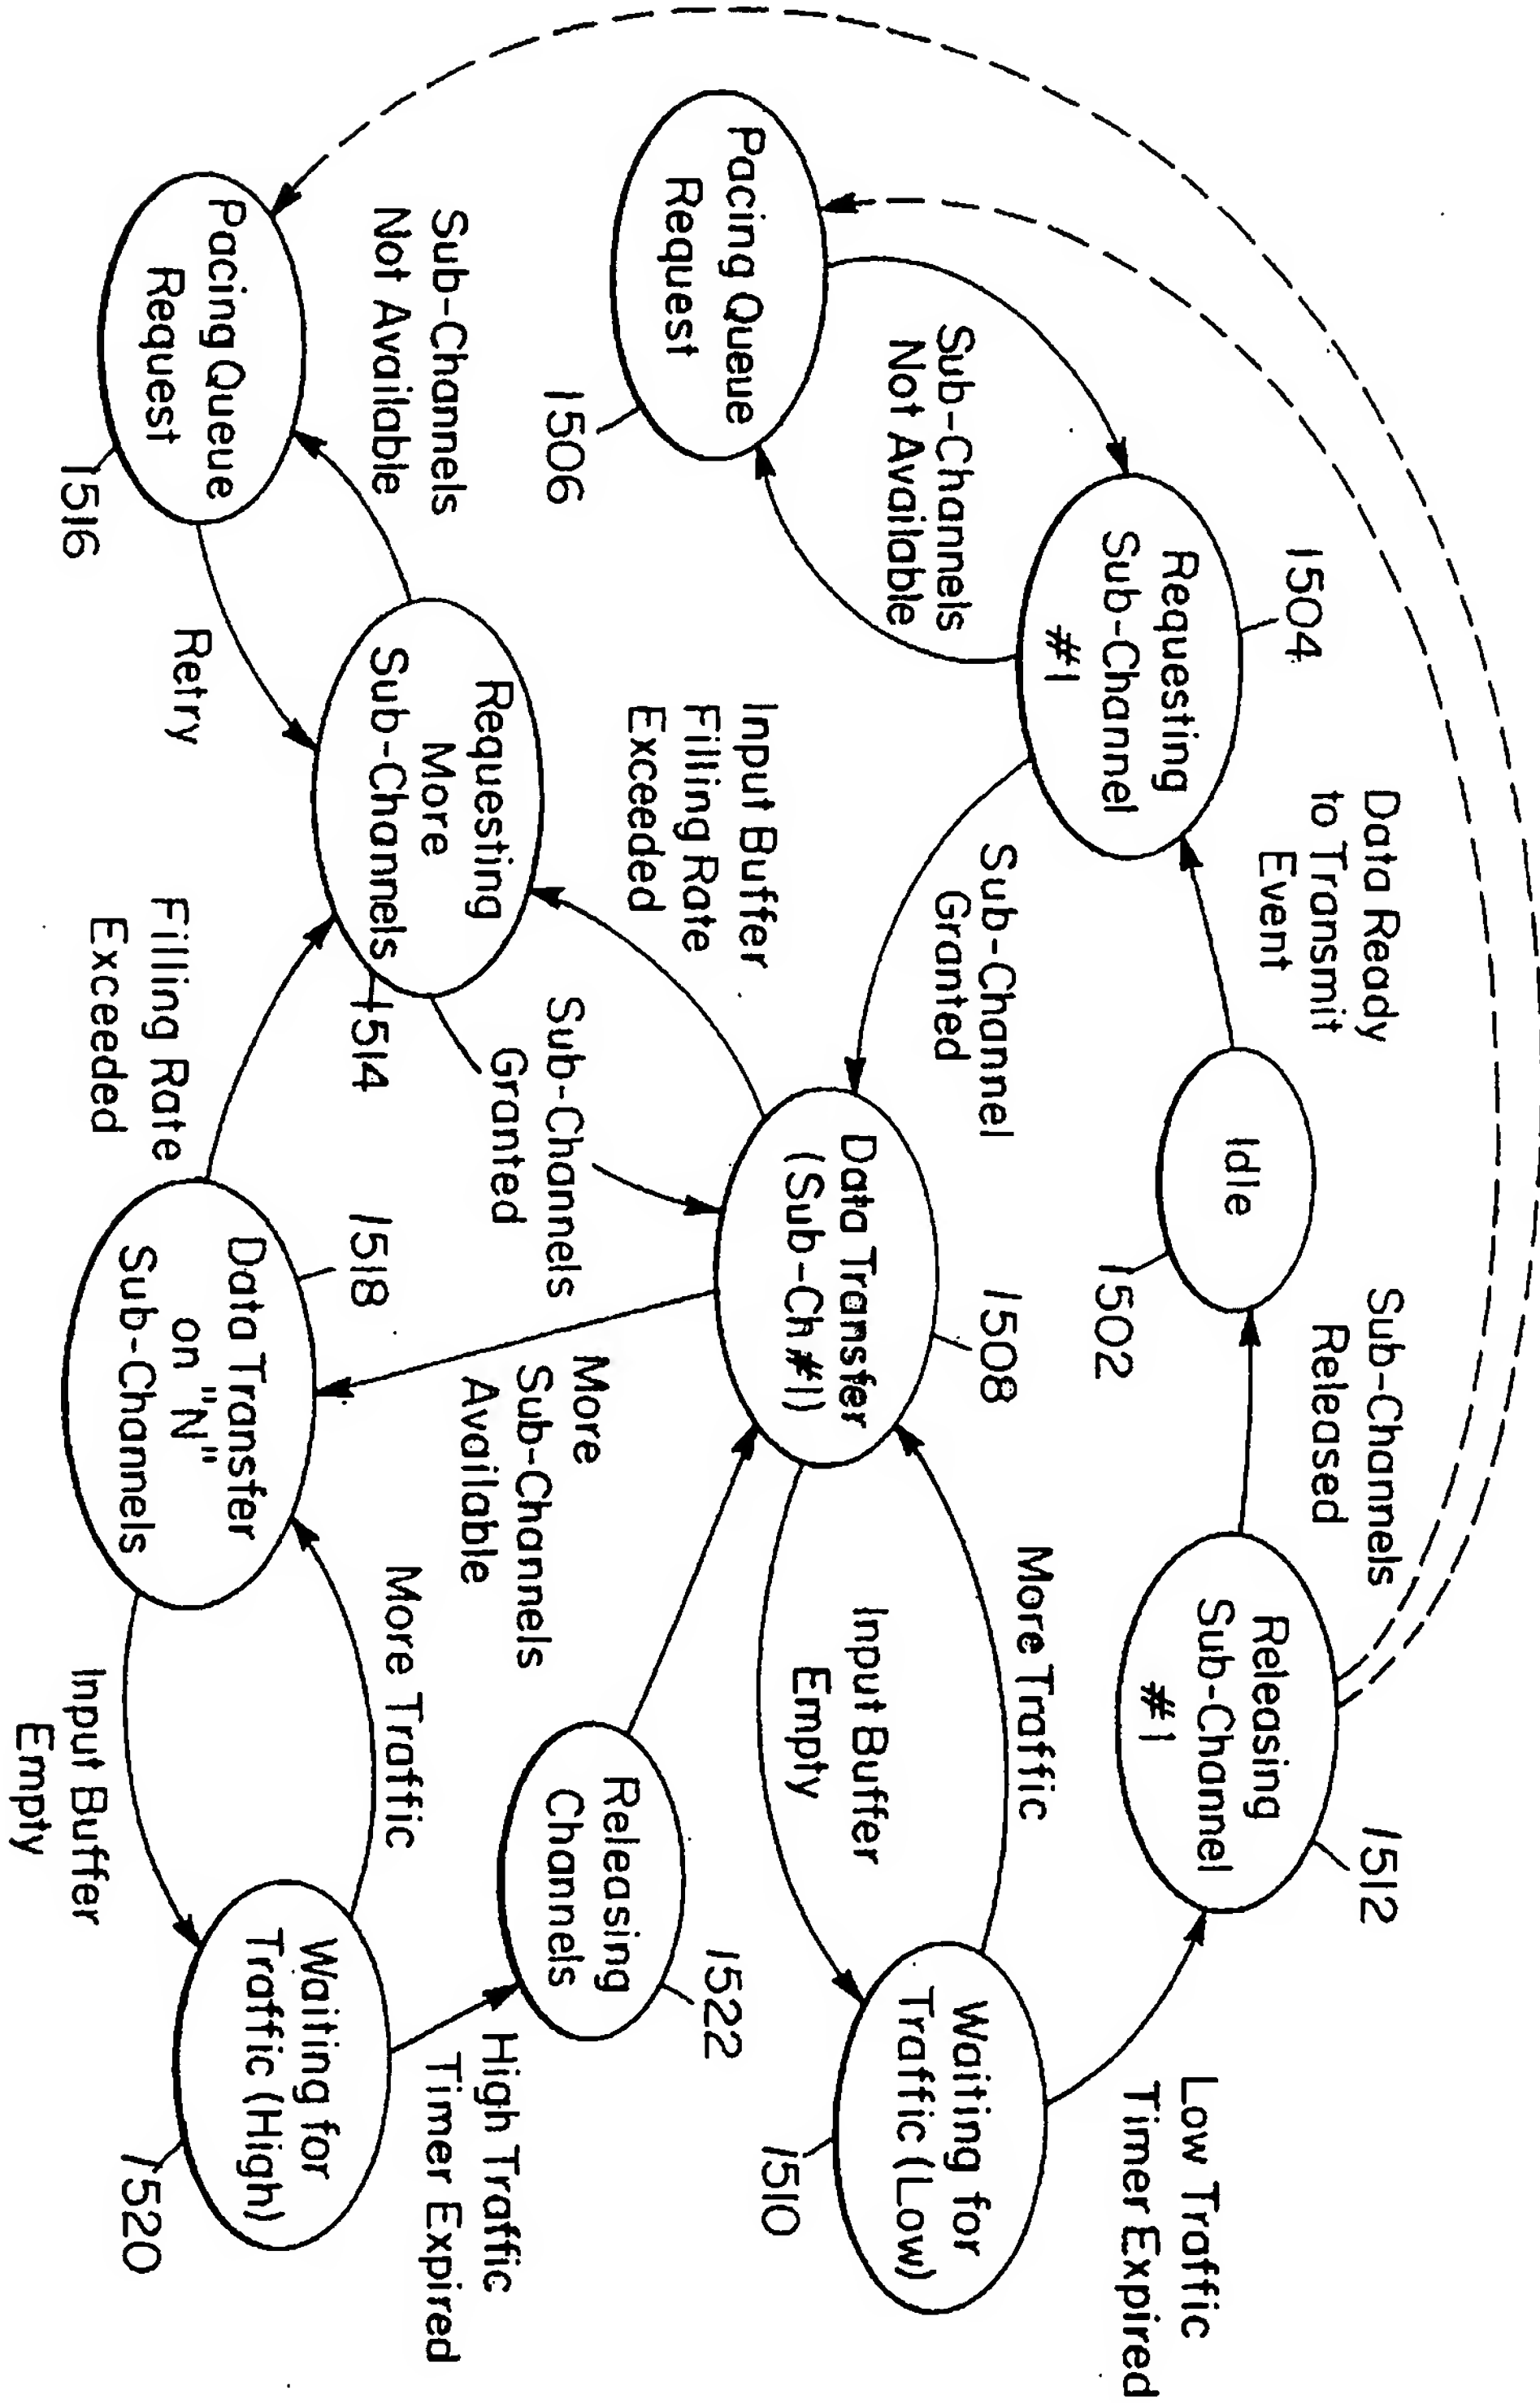 Data Ready
to Transmit
Event
Sub-Channels
Released
1504
Requesting
Sub-Channel
#1
Idle
1502
Releasing
Sub-Channel
#1
1512
Low Traffic
Timer Expired
Sub-Channels
Not Available
Sub-Channel
Granted
Pacing Queue
Request
1506
Data Transfer
(Sub-Ch#1)
1508
More Traffic
Input Buffer
Empty
Waiting for
Traffic (Low)
1510
Input Buffer
Filling Rate
Exceeded
Sub-Channels
Granted
More
Sub-Channels
Available
Releasing
Channels
1522
High Traffic
Timer Expired
Sub-Channels
Not Available
Requesting
More
Sub-Channels
1514
1518
More Traffic
Pacing Queue
Request
1516
Retry
Filling Rate
Exceeded
Data Transfer
on "N"
Sub-Channels
Input Buffer
Empty
Waiting for
Traffic (High)
1520